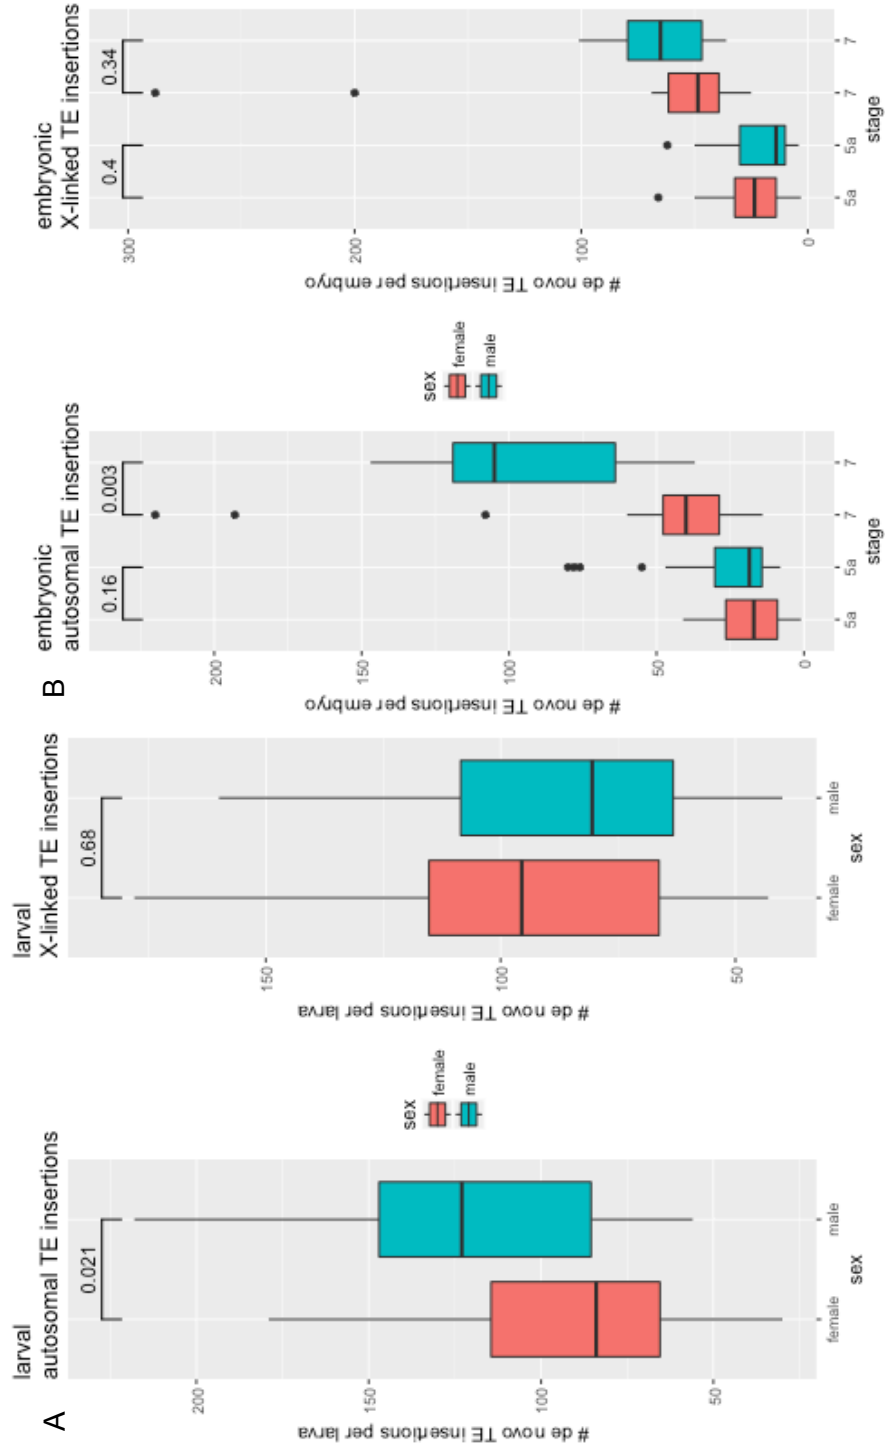 A
larval
autosomal TE insertions
0.021
200
150
100
50
# de novo TE insertions per larva
female
male
sex
sex
female
male
larval
X-linked TE insertions
0.68
150
100
50
# de novo TE insertions per larva
female
male
sex
B
embryonic
autosomal TE insertions
0.16
0.003
200
150
100
50
0
# de novo TE insertions per embryo
5a
5a
7
7
stage
sex
female
male
embryonic
X-linked TE insertions
0.4
0.34
300
200
100
0
# de novo TE insertions per embryo
5a
5a
7
7
stage